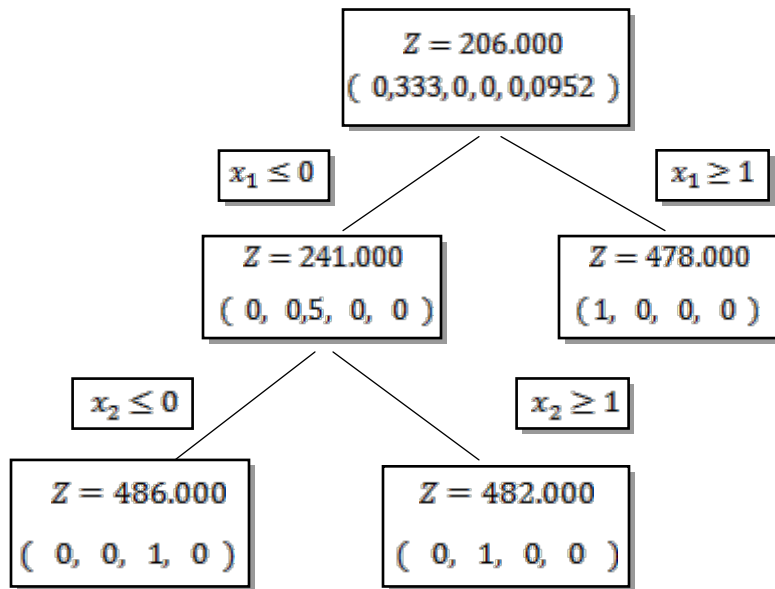 Z = 206.000
( 0,333, 0, 0, 0,0952 )
x₁ ≤ 0
x₁ ≥ 1
Z = 241.000
( 0, 0,5, 0, 0 )
Z = 478.000
(1, 0, 0, 0 )
x₂ ≤ 0
x₂ ≥ 1
Z = 486.000
( 0, 0, 1, 0 )
Z = 482.000
( 0, 1, 0, 0 )